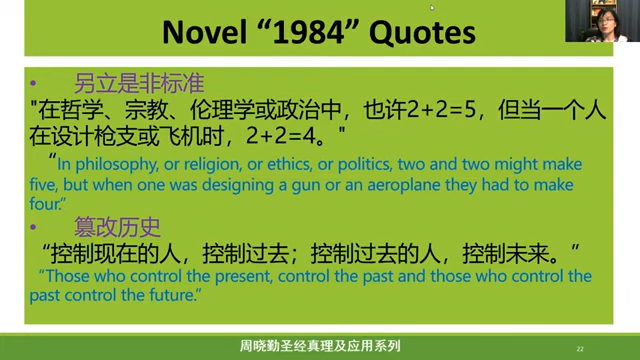 Novel “1984” Quotes
• 另立是非标准
"在哲学、宗教、伦理学或政治中，也许2+2=5，但当一个人
在设计枪支或飞机时，2+2=4。"
“In philosophy, or religion, or ethics, or politics, two and two might make
five, but when one was designing a gun or an aeroplane they had to make
four.”
• 篡改历史
“控制现在的人，控制过去；控制过去的人，控制未来。”
“Those who control the present, control the past and those who control the
past control the future.”
周晓勤圣经真理及应用系列
22